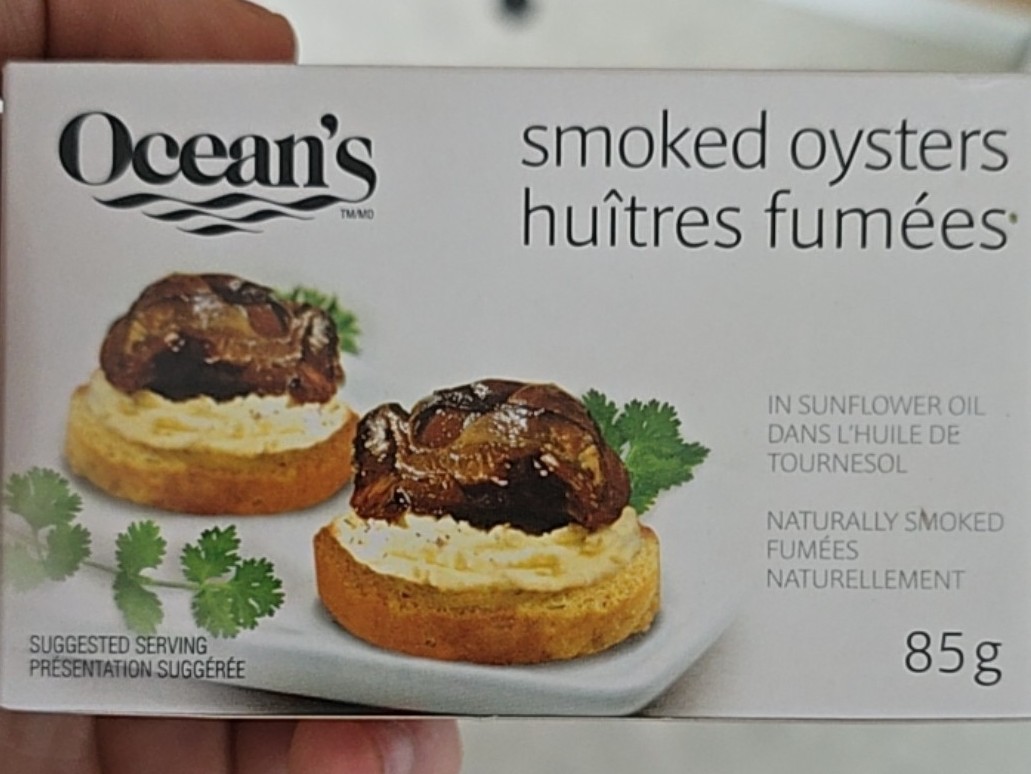 Ocean's
TM/MD
smoked oysters
huîtres fumées
IN SUNFLOWER OIL
DANS L'HUILE DE
TOURNESOL
NATURALLY SMOKED
FUMÉES
NATURELLEMENT
85g
SUGGESTED SERVING
PRÉSENTATION SUGGÉRÉE